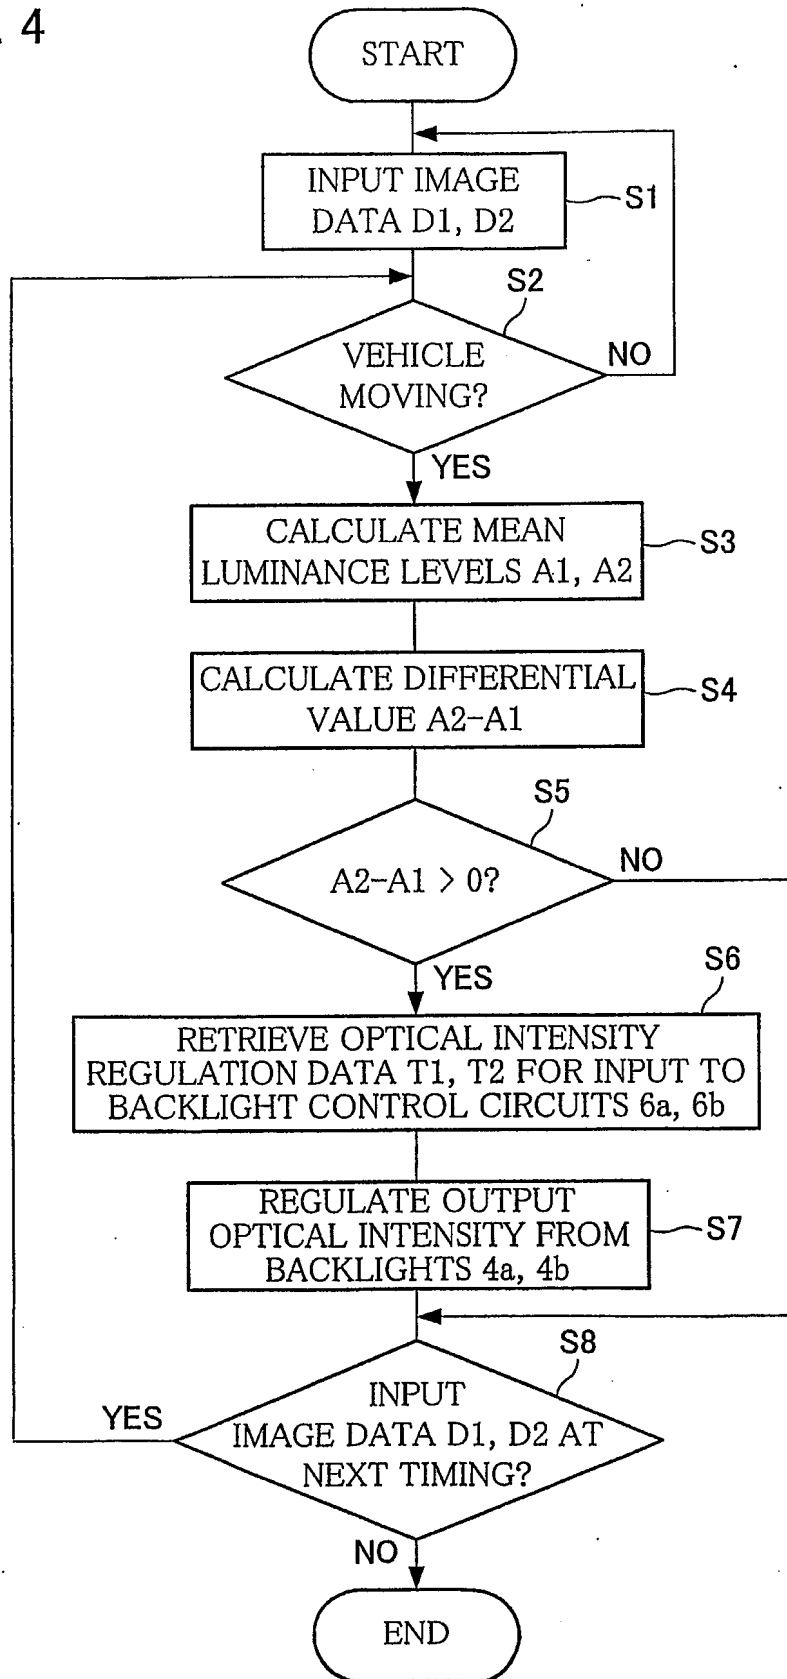 . 4
START
INPUT IMAGE
DATA D1, D2
S1
S2
VEHICLE
MOVING?
NO
YES
CALCULATE MEAN
LUMINANCE LEVELS A1, A2
S3
CALCULATE DIFFERENTIAL
VALUE A2-A1
S4
S5
A2-A1 > 0?
NO
YES
S6
RETRIEVE OPTICAL INTENSITY
REGULATION DATA T1, T2 FOR INPUT TO
BACKLIGHT CONTROL CIRCUITS 6a, 6b
REGULATE OUTPUT
OPTICAL INTENSITY FROM
BACKLIGHTS 4a, 4b
S7
S8
YES
INPUT
IMAGE DATA D1, D2 AT
NEXT TIMING?
NO
END